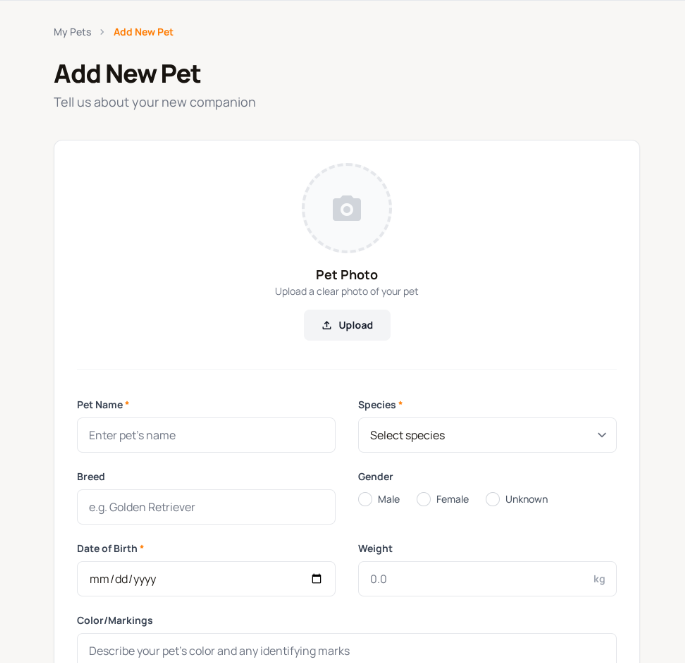 My Pets > Add New Pet
Add New Pet
Tell us about your new companion
Pet Photo
Upload a clear photo of your pet
Upload
Pet Name * Species *
Enter pet's name Select species
Breed Gender
e.g. Golden Retriever Male Female Unknown
Date of Birth * Weight
mm/dd/yyyy 0.0 kg
Color/Markings
Describe your pet's color and any identifying marks